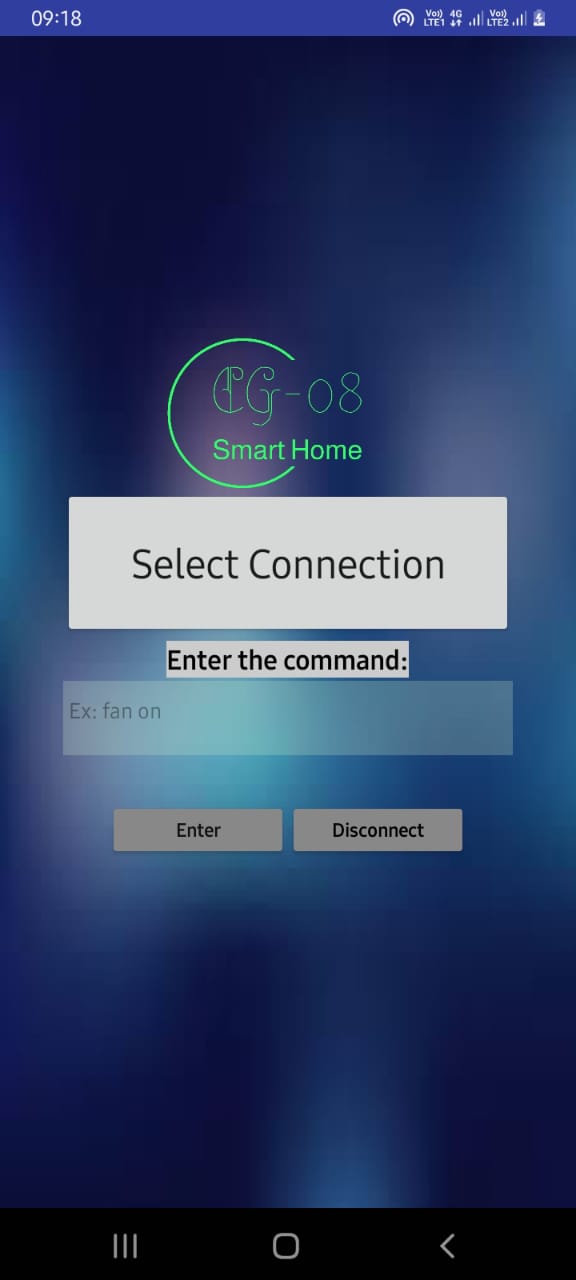 09:18
Vo) LTE1 4G Vo) LTE2
CG-08
Smart Home
Select Connection
Enter the command:
Ex: fan on
Enter
Disconnect